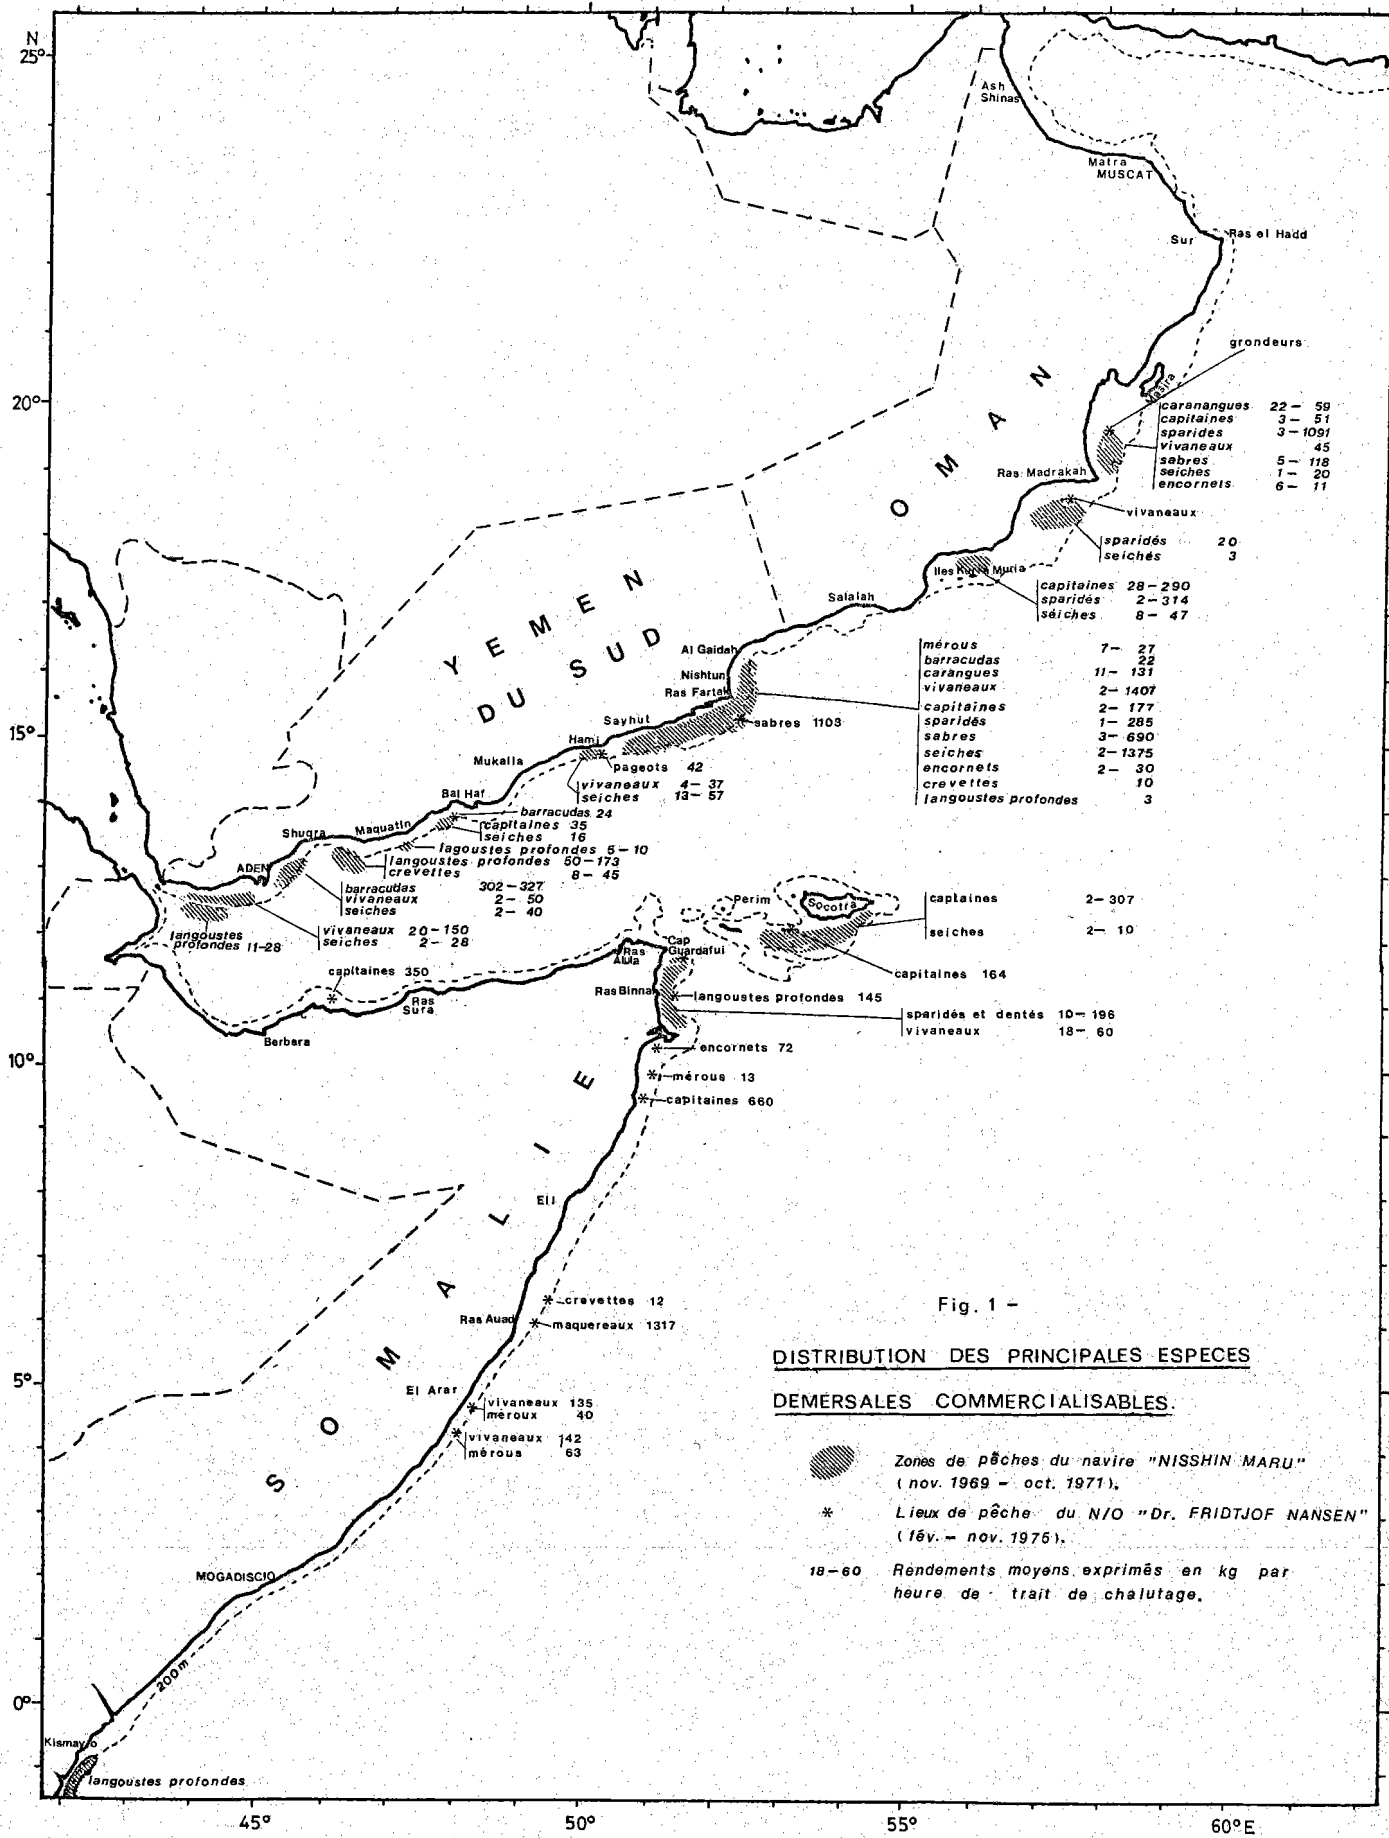 N
25°
Ash
Shinas
Matra
MUSCAT
Sur
Ras el Hadd
grondeurs
20°
Masira
caranangues 22 – 59
capitaines 3 – 51
sparidés 3 – 1091
vivaneaux 45
sabres 5 – 118
seiches 1 – 20
encornets 6 – 11
Ras Madrakah
vivaneaux
sparidés 20
seichés 3
Iles Kuria Muria
capitaines 28 – 290
sparidés 2 – 314
séiches 8 – 47
OMAN
Salalah
YEMEN
DU SUD
Al Gaidah
Nishtun
Ras Fartak
mérous 7 – 27
barracudas 22
carangues 11 – 131
vivaneaux 2 – 1407
capitaines 2 – 177
sparidés 1 – 285
sabres 3 – 690
seiches 2 – 1375
encornets 2 – 30
crevettes 10
langoustes profondes 3
15°
Sayhut
sabres 1103
Hami
Mukalla
pageots 42
vivaneaux 4 – 37
seiches 13 – 57
Bal Haf
barracudas 24
capitaines 35
seiches 16
Shuqra
Maquatin
lagoustes profondes 5 – 10
langoustes profondes 50 – 173
crevettes 8 – 45
ADEN
barracudas 302 – 327
vivaneaux 2 – 50
seiches 2 – 40
langoustes
profondes 11-28
vivaneaux 20 – 150
seiches 2 – 28
Perim
Socotra
captaines 2 – 307
seiches 2 – 10
capitaines 164
Cap
Guardafui
Ras
Alula
capitaines 350
Ras Binna
langoustes profondes 145
Ras
Sura
sparidés et dentés 10 – 196
vivaneaux 18 – 60
Berbera
encornets 72
10°
mérous 13
capitaines 660
SOMALIE
Eil
crevettes 12
Ras Auad
maquereaux 1317
5°
El Arar
vivaneaux 135
méroux 40
vivaneaux 142
mérous 63
Fig. 1 –
DISTRIBUTION DES PRINCIPALES ESPECES
DEMERSALES COMMERCIALISABLES.
Zones de pêches du navire "NISSHIN MARU"
( nov. 1969 – oct. 1971 ).
* Lieux de pêche du N/O "Dr. FRIDTJOF NANSEN"
( fév. – nov. 1975 ).
18–60 Rendements moyens exprimés en kg par
heure de trait de chalutage.
MOGADISCIO
200m
0°
Kismayo
langoustes profondes
45°
50°
55°
60°E